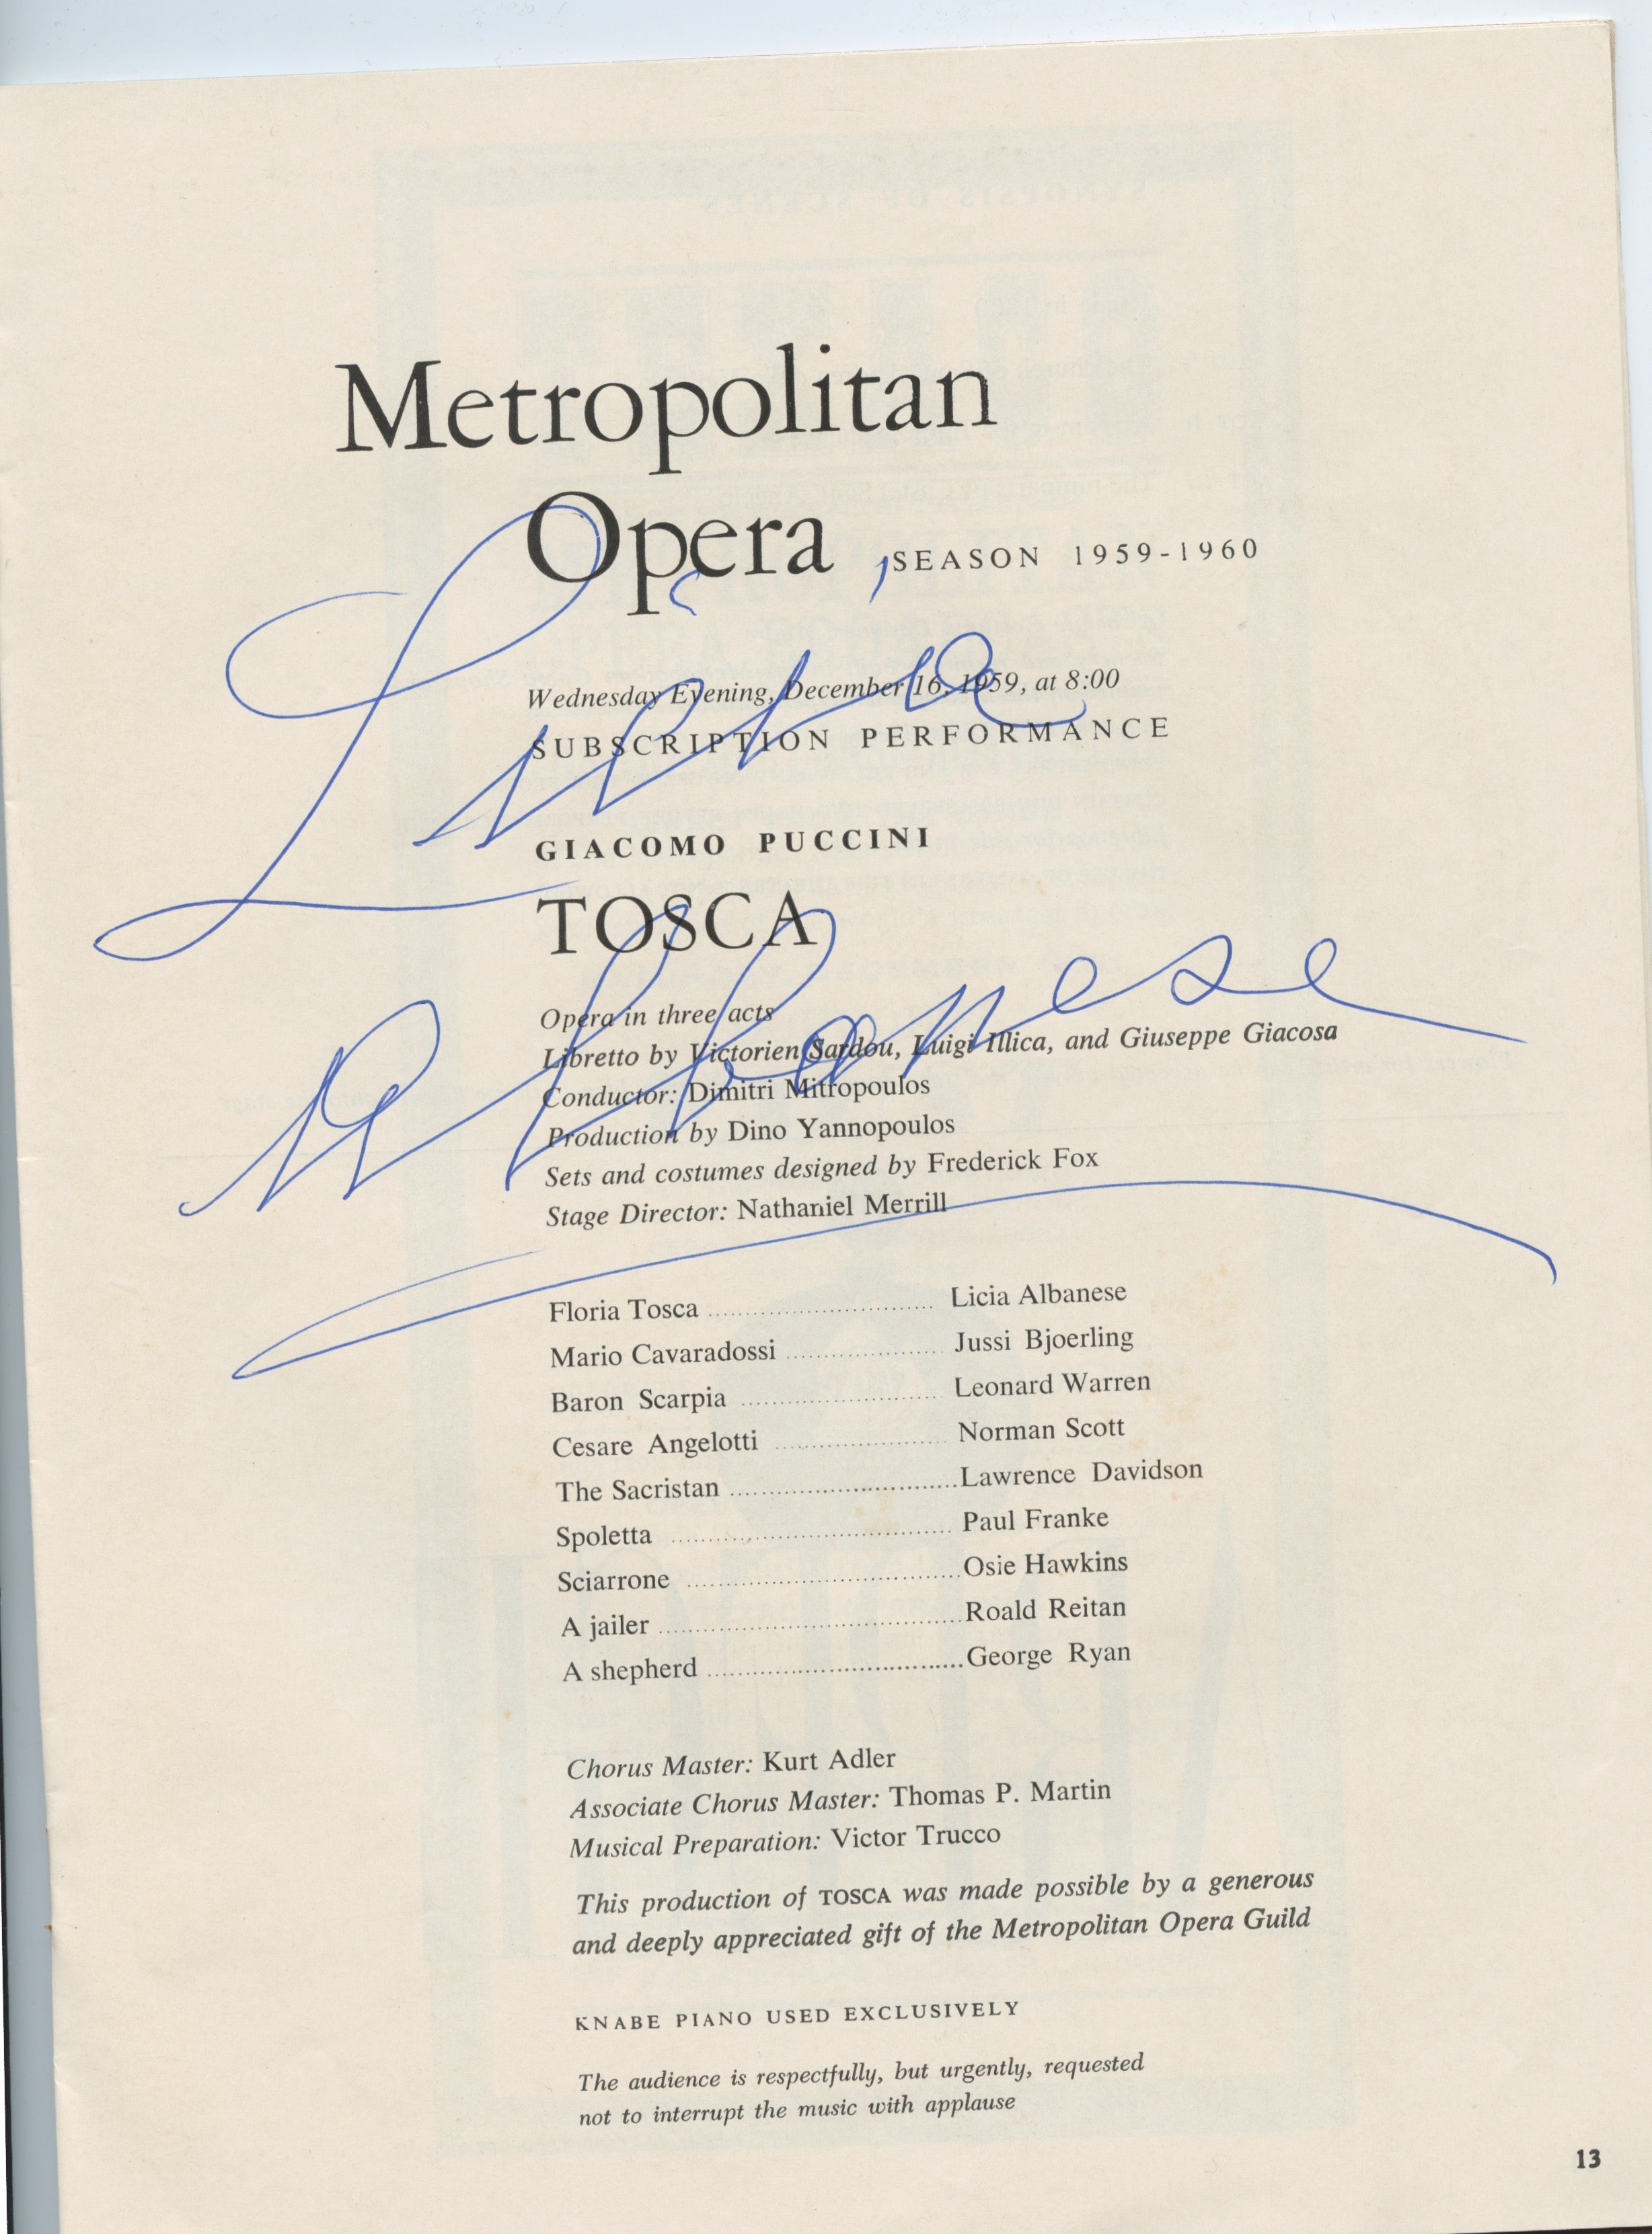 Metropolitan
Opera SEASON 1959-1960
Wednesday Evening, December 16, 1959, at 8:00
SUBSCRIPTION PERFORMANCE
GIACOMO PUCCINI
TOSCA
Licia
Albanese
Opera in three acts
Libretto by Victorien Sardou, Luigi Illica, and Giuseppe Giacosa
Conductor: Dimitri Mitropoulos
Production by Dino Yannopoulos
Sets and costumes designed by Frederick Fox
Stage Director: Nathaniel Merrill
Floria Tosca ............................ Licia Albanese
Mario Cavaradossi ..................... Jussi Bjoerling
Baron Scarpia ........................... Leonard Warren
Cesare Angelotti ....................... Norman Scott
The Sacristan ..............................Lawrence Davidson
Spoletta .................................... Paul Franke
Sciarrone ....................................Osie Hawkins
A jailer ........................................Roald Reitan
A shepherd .................................George Ryan
Chorus Master: Kurt Adler
Associate Chorus Master: Thomas P. Martin
Musical Preparation: Victor Trucco
This production of TOSCA was made possible by a generous
and deeply appreciated gift of the Metropolitan Opera Guild
KNABE PIANO USED EXCLUSIVELY
The audience is respectfully, but urgently, requested
not to interrupt the music with applause
13